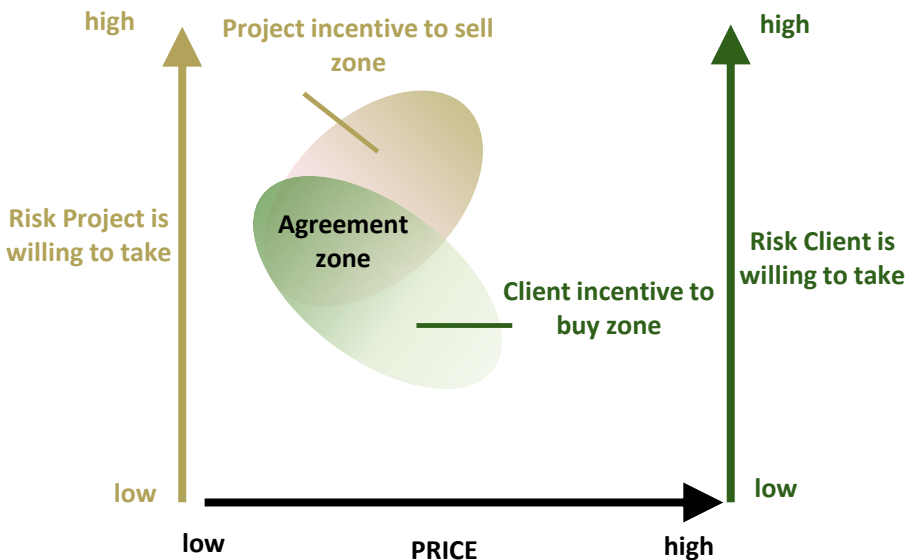 high
Project incentive to sell
zone
high
Risk Project is
willing to take
Agreement
zone
Risk Client is
willing to take
Client incentive to
buy zone
low
low
low
PRICE
high